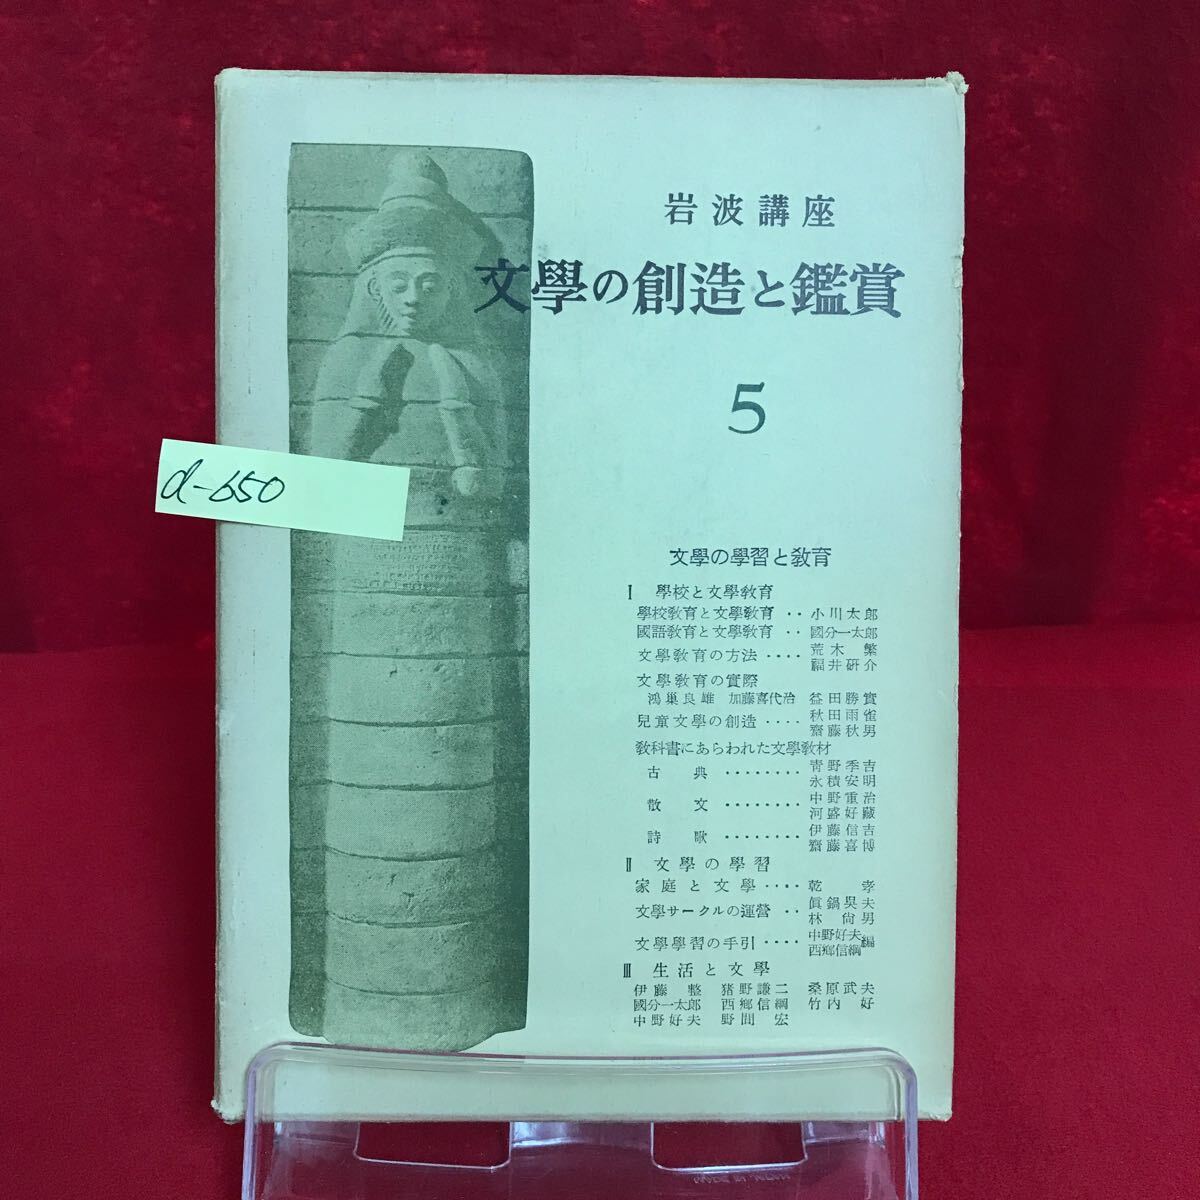 岩波講座
文學の創造と鑑賞
5
d-650
文學の學習と教育
Ⅰ 學校と文學教育
學校教育と文學教育 ‥ 小川太郎
國語教育と文學教育 ‥ 國分一太郎
文學教育の方法 ‥‥ 荒木繁
福井研介
文學教育の實際
鴻巢良雄 加藤喜代治 益田勝實
兒童文學の創造 ‥‥ 秋田雨雀
齋藤秋男
教科書にあらわれた文學教材
古典 ‥‥‥‥ 靑野季吉
永積安明
散文 ‥‥‥‥ 中野重治
河盛好藏
詩歌 ‥‥‥‥ 伊藤信吉
齋藤喜博
Ⅱ 文學の學習
家庭と文學 ‥‥ 乾孝
文學サークルの運營 ‥ 眞鍋吳夫
林尙男
文學學習の手引 ‥‥ 中野好夫
西鄕信綱 編
Ⅲ 生活と文學
伊藤整 猪野謙二 桑原武夫
國分一太郎 西鄕信綱 竹内好
中野好夫 野間宏